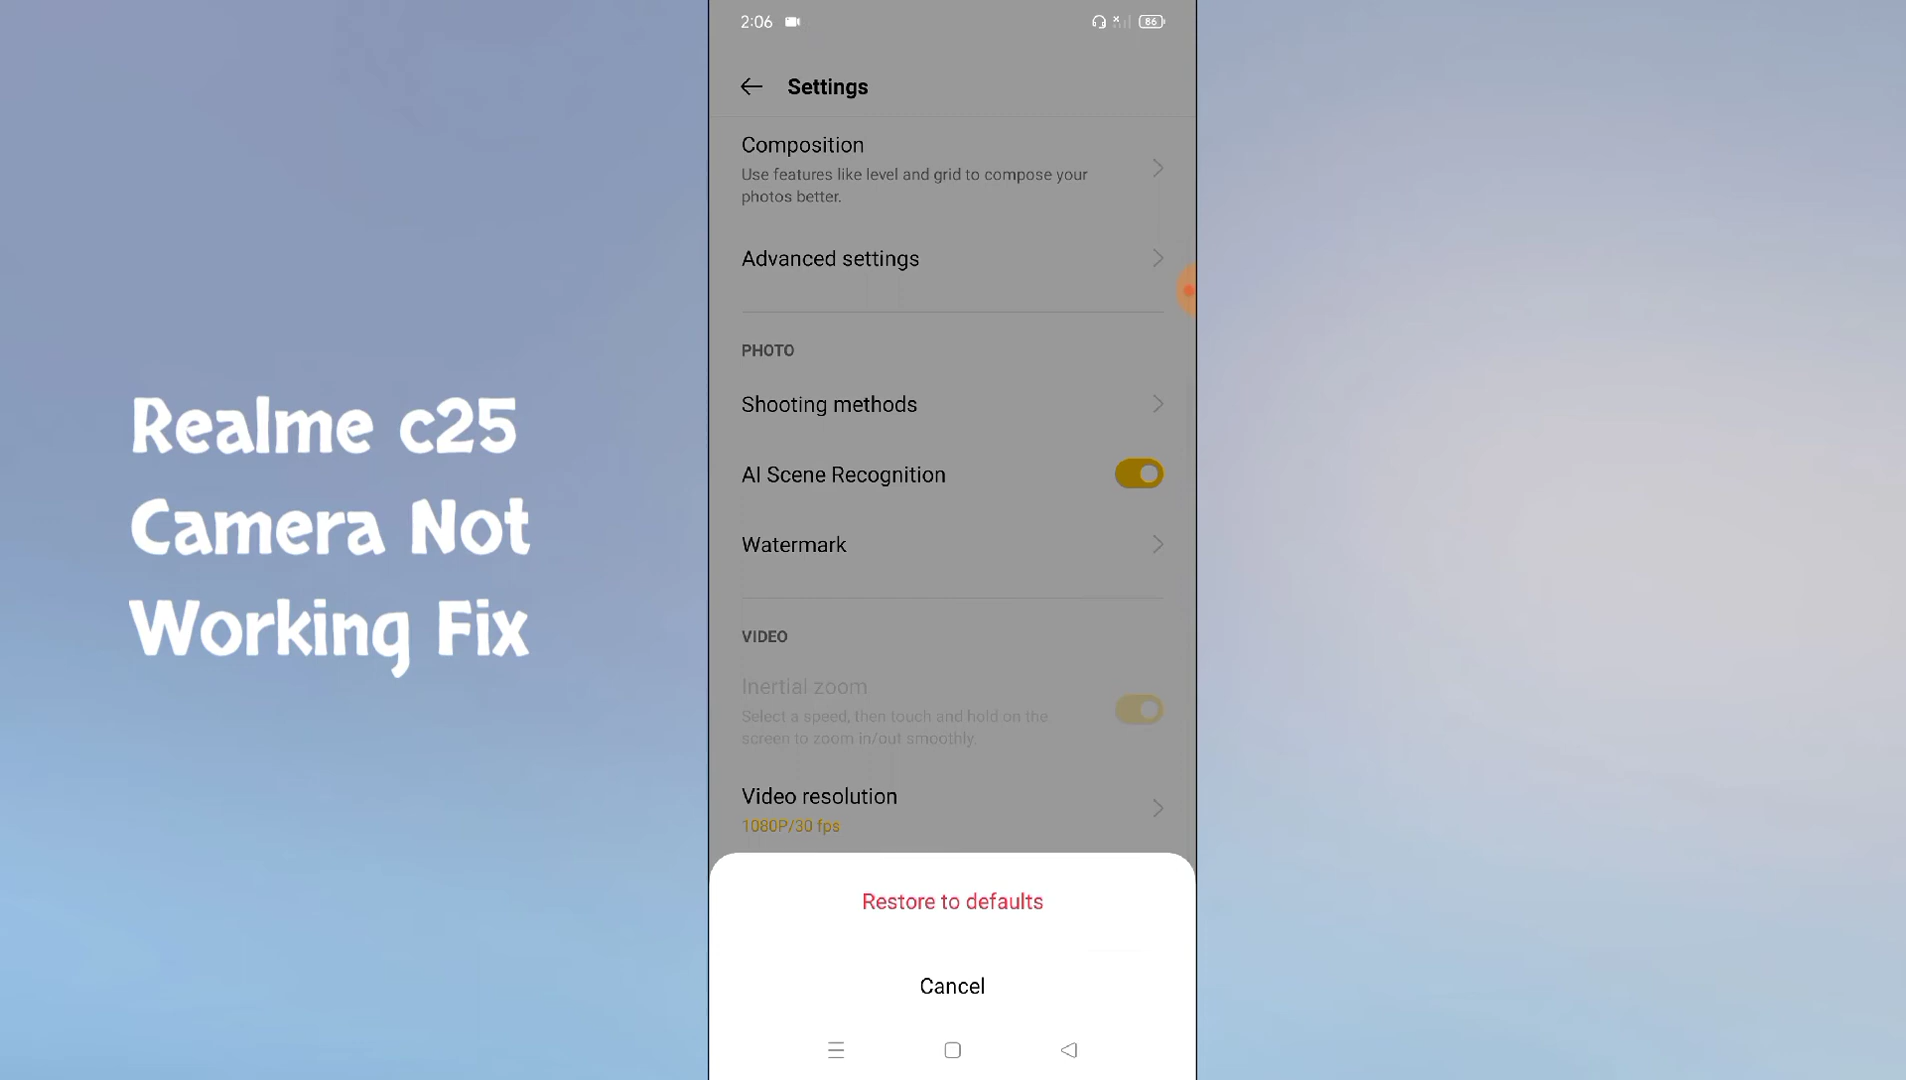 2:06
86
Settings
Composition
Use features like level and grid to compose your
photos better.
Advanced settings
PHOTO
Shooting methods
AI Scene Recognition
Watermark
VIDEO
Inertial zoom
Select a speed, then touch and hold on the
screen to zoom in/out smoothly.
Video resolution
1080P/30 fps
Restore to defaults
Cancel
Realme c25
Camera Not
Working Fix